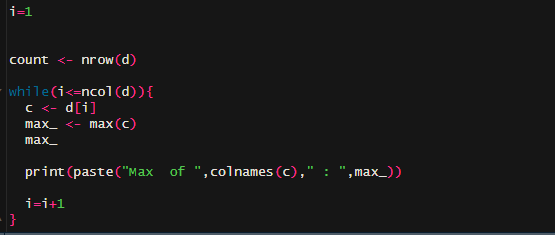 i=1
count <- nrow(d)
while(i<=ncol(d)){
c <- d[i]
max_ <- max(c)
max_
print(paste("Max  of ",colnames(c)," : ",max_))
i=i+1
}